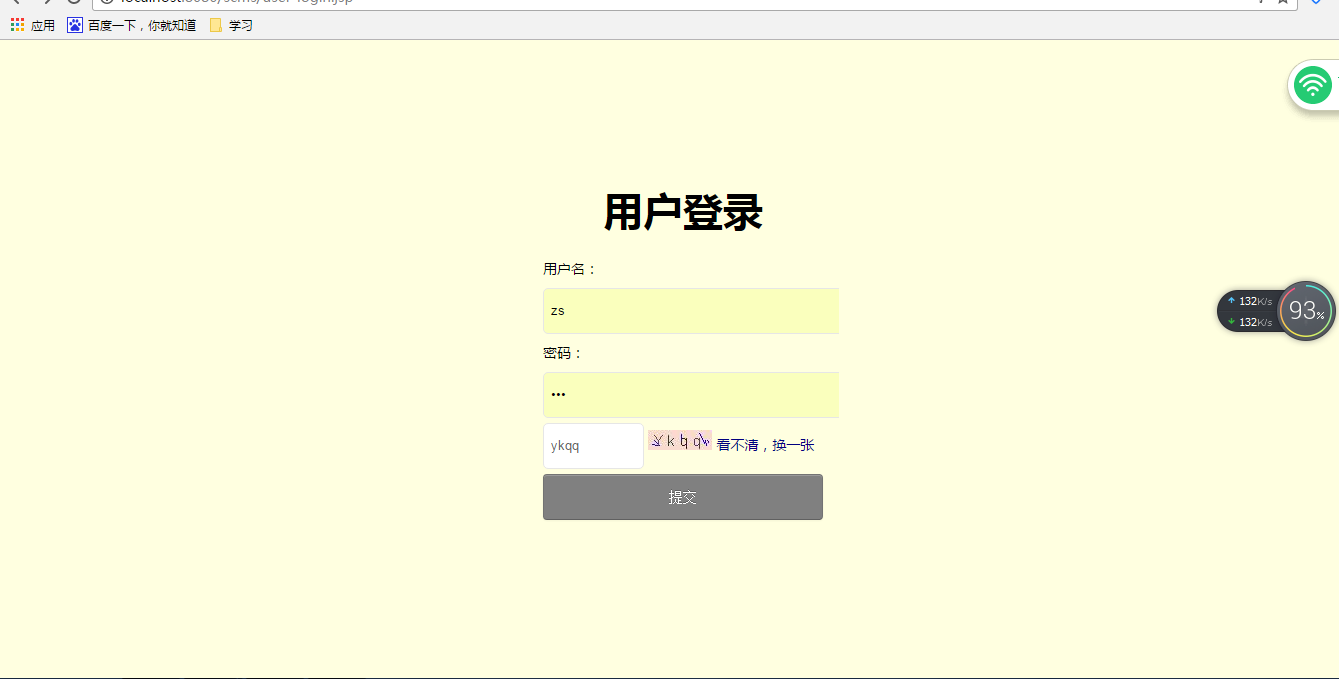 应用 百度一下，你就知道 学习
用户登录
用户名：
zs
132K/s
93%
132K/s
密码：
•••
ykqq
看不清，换一张
提交